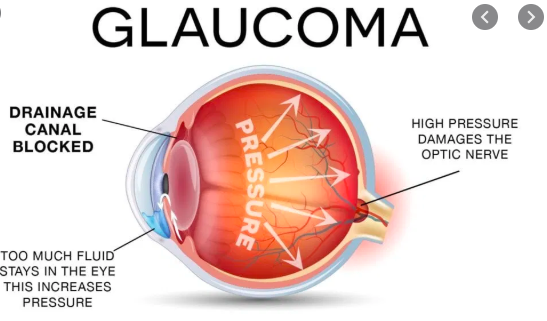 GLAUCOMA
DRAINAGE
CANAL
BLOCKED
PRESSURE
HIGH PRESSURE
DAMAGES THE
OPTIC NERVE
TOO MUCH FLUID
STAYS IN THE EYE
THIS INCREASES
PRESSURE